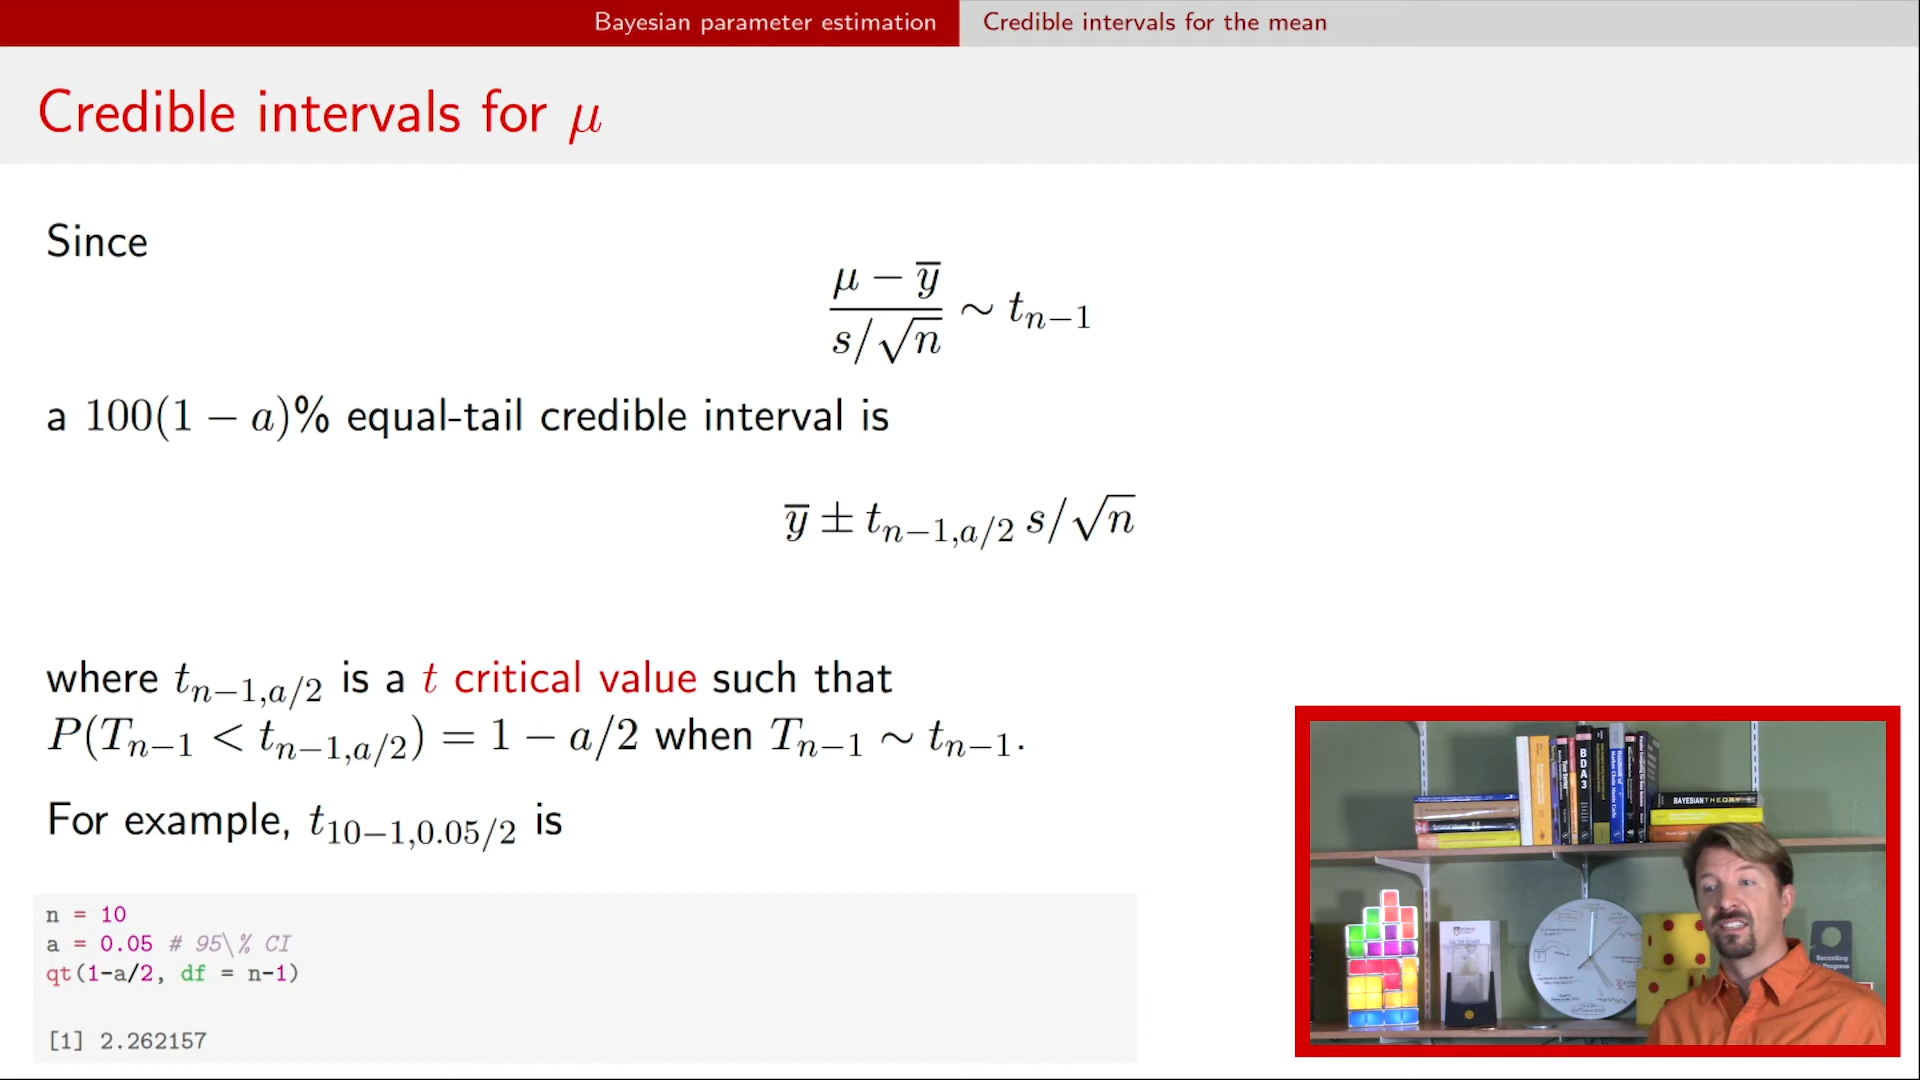 Bayesian parameter estimation
Credible intervals for the mean
Credible intervals for μ
Since
(μ − y̅) / (s/√n) ∼ t_{n−1}
a 100(1 − a)% equal-tail credible interval is
y̅ ± t_{n−1,a/2} s/√n
where t_{n−1,a/2} is a t critical value such that
P(T_{n−1} < t_{n−1,a/2}) = 1 − a/2 when T_{n−1} ∼ t_{n−1}.
For example, t_{10−1,0.05/2} is
n = 10
a = 0.05 # 95\% CI
qt(1-a/2, df = n-1)
[1] 2.262157
BDA3
BAYESIAN THEORY
Recording